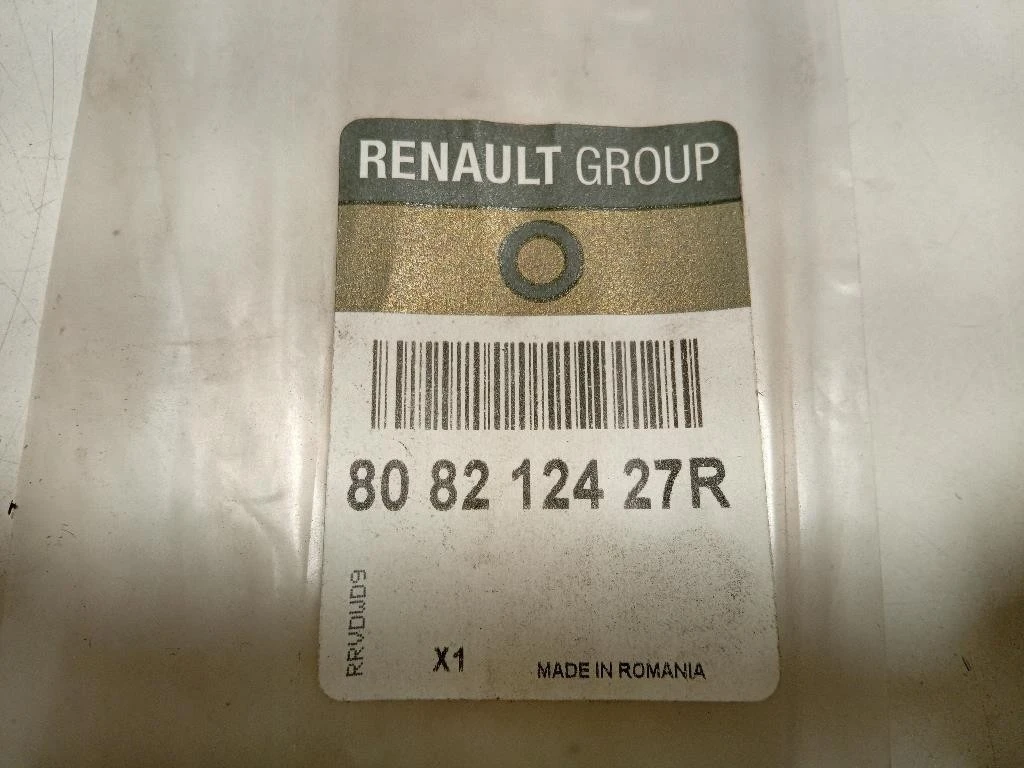 RENAULT GROUP
80 82 124 27R
RRVDWD9
X1
MADE IN ROMANIA